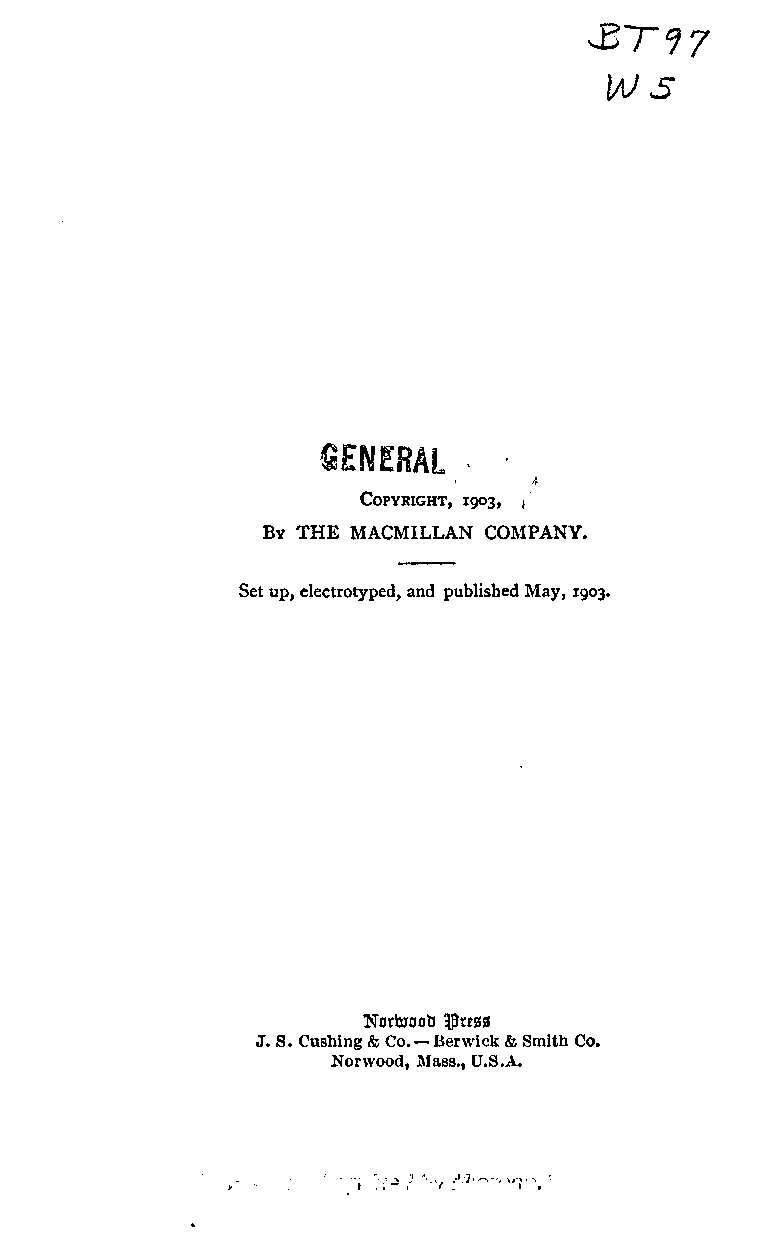 BT97
W5
GENERAL
COPYRIGHT, 1903,
BY THE MACMILLAN COMPANY.
Set up, electrotyped, and published May, 1903.
Norwood Press
J. S. Cushing & Co. — Berwick & Smith Co.
Norwood, Mass., U.S.A.